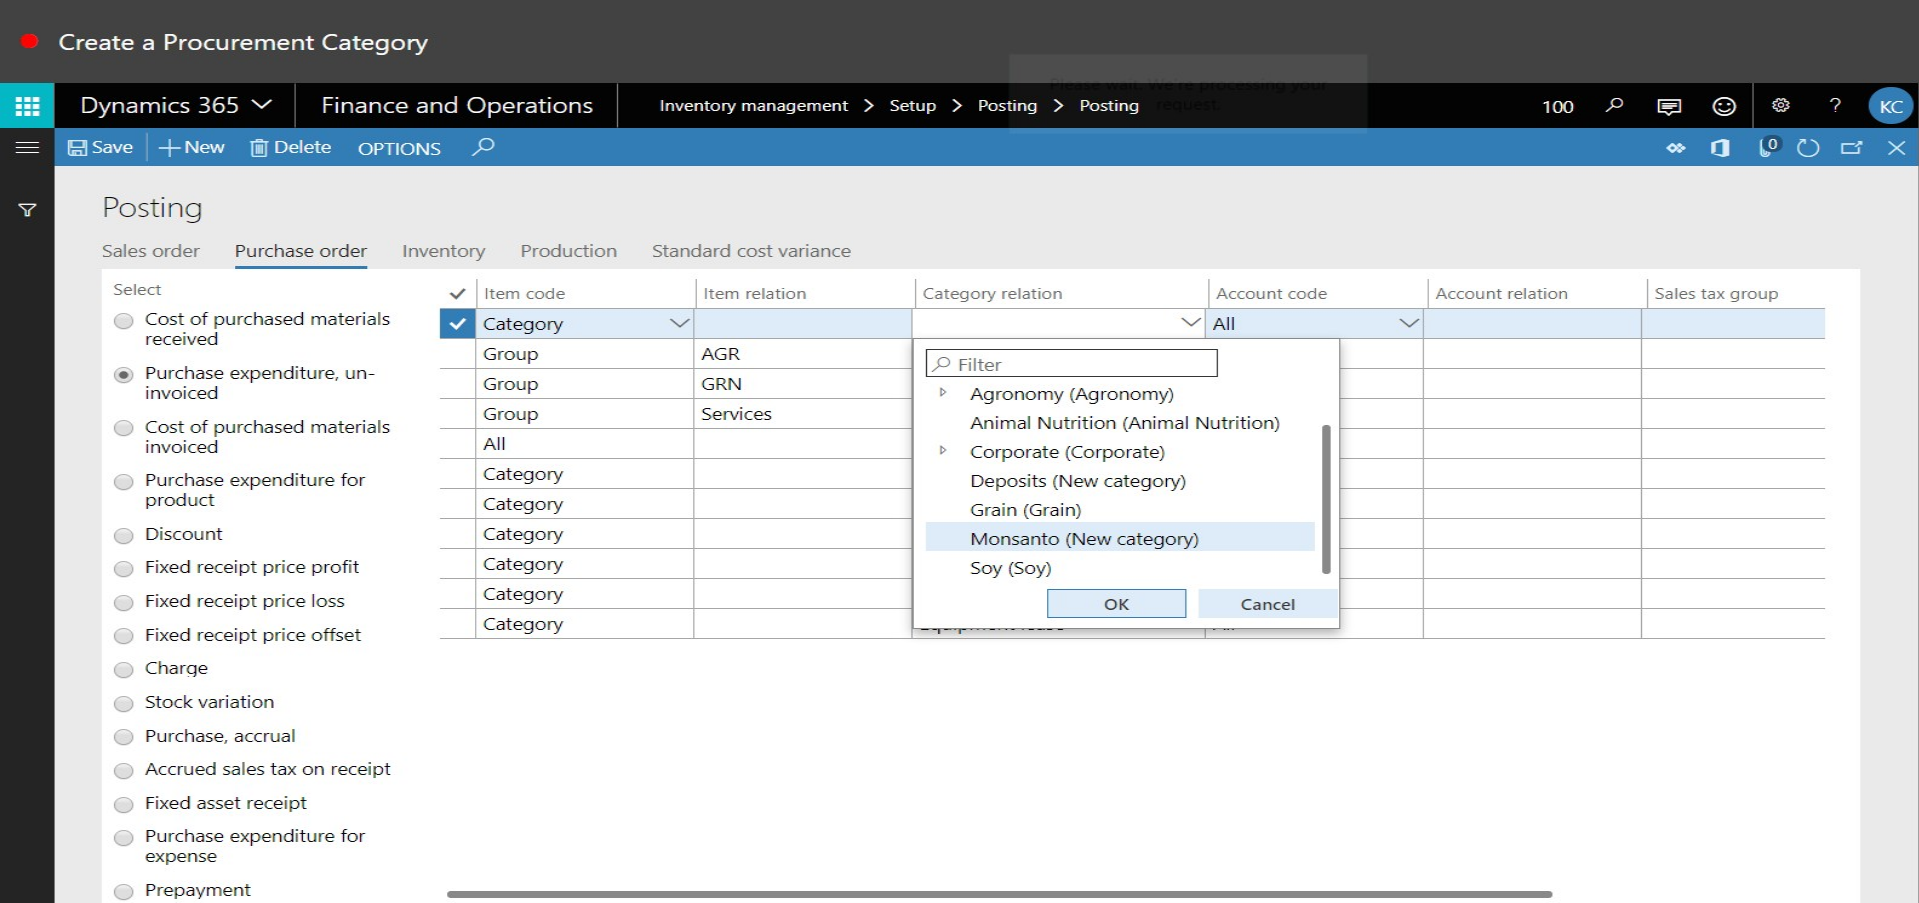 Create a Procurement Category
Please wait. We're processing your
request.
Dynamics 365
Finance and Operations
Inventory management > Setup > Posting > Posting
100
?
KC
Save
New
Delete
OPTIONS
0
Posting
Sales order
Purchase order
Inventory
Production
Standard cost variance
Select
Cost of purchased materials
received
Purchase expenditure, un-
invoiced
Cost of purchased materials
invoiced
Purchase expenditure for
product
Discount
Fixed receipt price profit
Fixed receipt price loss
Fixed receipt price offset
Charge
Stock variation
Purchase, accrual
Accrued sales tax on receipt
Fixed asset receipt
Purchase expenditure for
expense
Prepayment
Item code Item relation Category relation Account code Account relation Sales tax group
Category All
Group AGR
Group GRN
Group Services
All
Category
Category
Category
Category
Category
Category
Filter
Agronomy (Agronomy)
Animal Nutrition (Animal Nutrition)
Corporate (Corporate)
Deposits (New category)
Grain (Grain)
Monsanto (New category)
Soy (Soy)
OK
Cancel